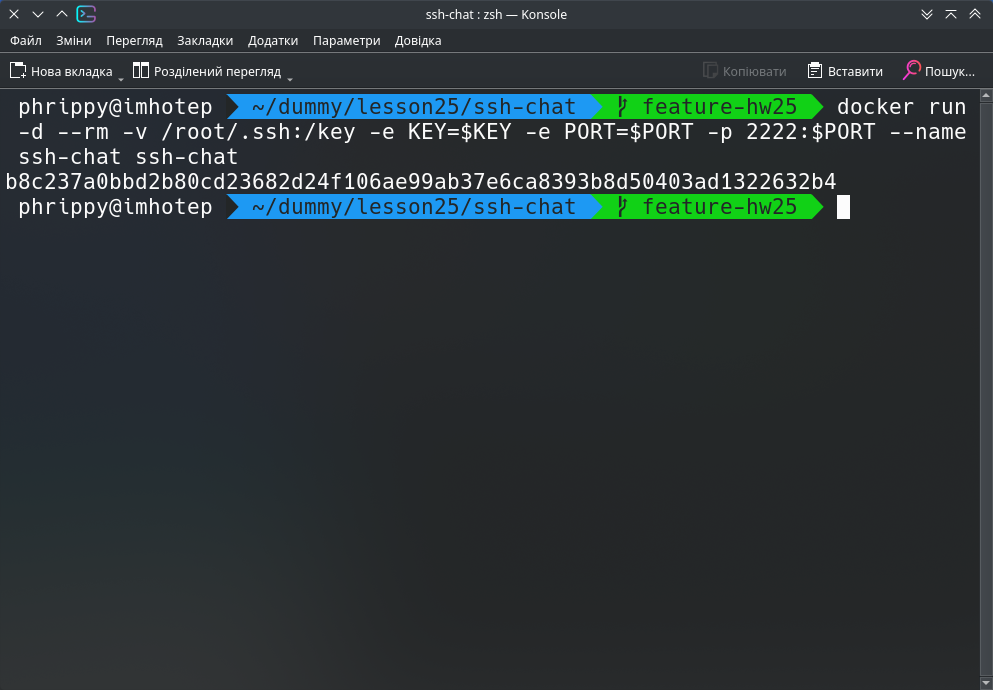 ssh-chat : zsh — Konsole
Файл Зміни Перегляд Закладки Додатки Параметри Довідка
Нова вкладка Розділений перегляд Копіювати Вставити Пошук...
phrippy@imhotep ~/dummy/lesson25/ssh-chat feature-hw25 docker run
-d --rm -v /root/.ssh:/key -e KEY=$KEY -e PORT=$PORT -p 2222:$PORT --name
ssh-chat ssh-chat
b8c237a0bbd2b80cd23682d24f106ae99ab37e6ca8393b8d50403ad1322632b4
phrippy@imhotep ~/dummy/lesson25/ssh-chat feature-hw25